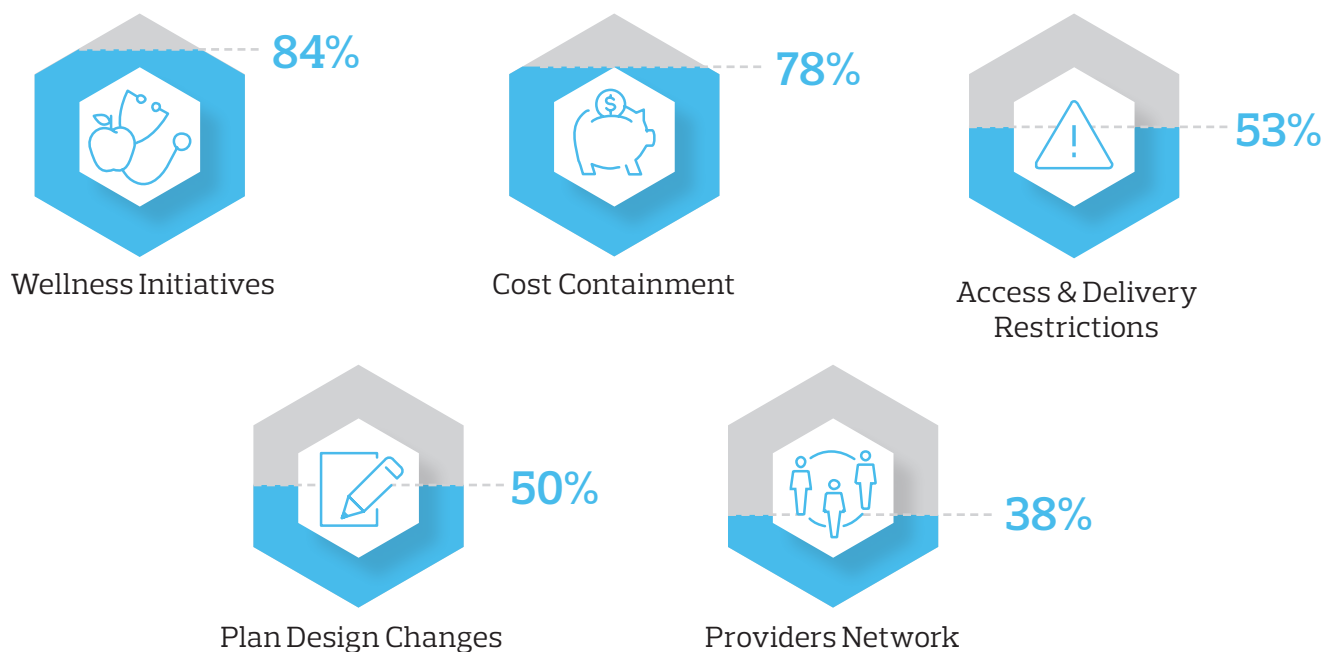 84%
Wellness Initiatives
78%
$
Cost Containment
53%
!
Access & Delivery
Restrictions
50%
Plan Design Changes
38%
Providers Network